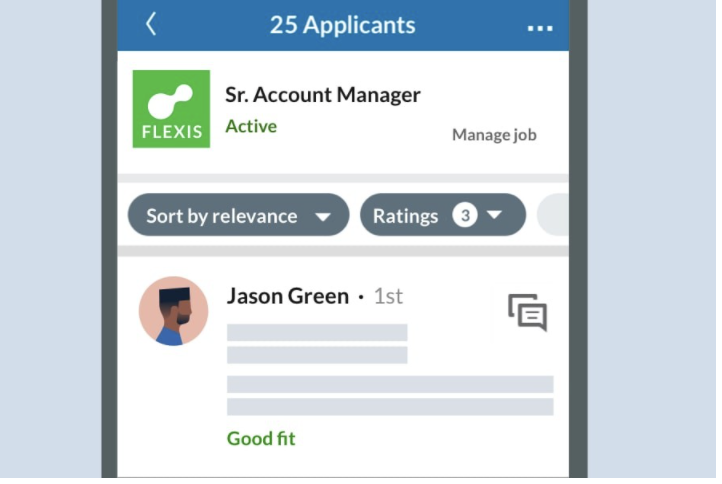 25 Applicants
Sr. Account Manager
FLEXIS
Active
Manage job
Sort by relevance
Ratings 3
Jason Green · 1st
Good fit